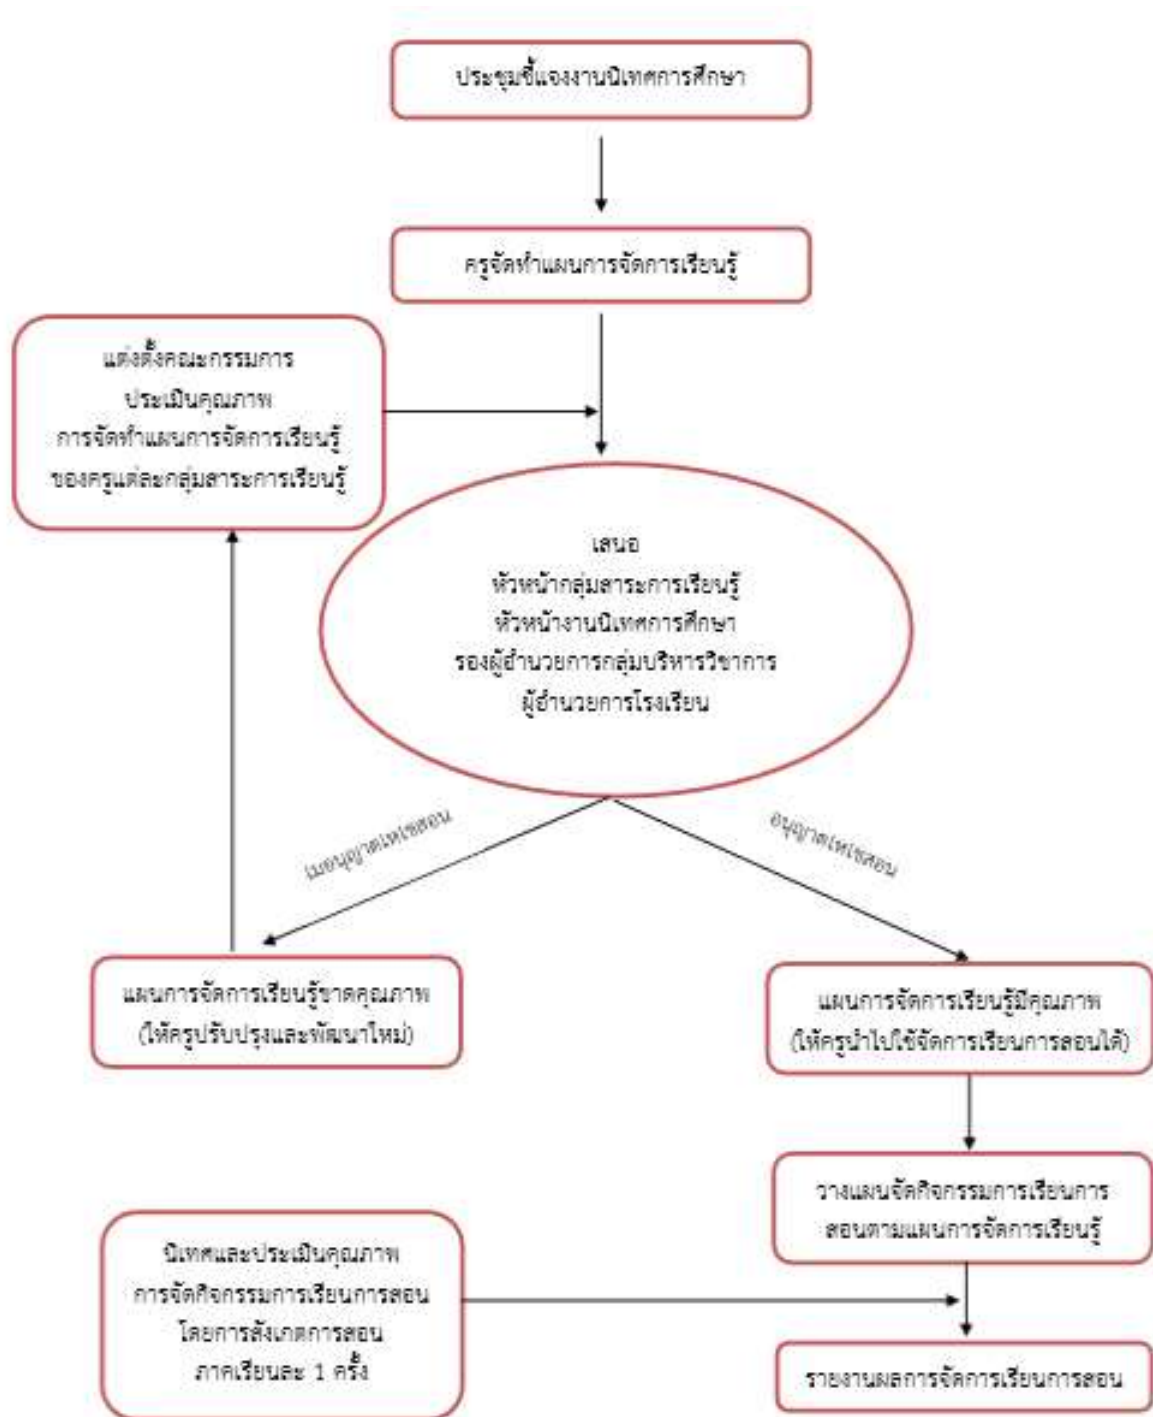 ประชุมชี้แจงงานนิเทศการศึกษา
ครูจัดทำแผนการจัดการเรียนรู้
แต่งตั้งคณะกรรมการ
ประเมินคุณภาพ
การจัดทำแผนการจัดการเรียนรู้
ของครูแต่ละกลุ่มสาระการเรียนรู้
เสนอ
หัวหน้ากลุ่มสาระการเรียนรู้
หัวหน้างานนิเทศการศึกษา
รองผู้อำนวยการกลุ่มบริหารวิชาการ
ผู้อำนวยการโรงเรียน
ไม่อนุญาตให้ใช้สอน
อนุญาตให้ใช้สอน
แผนการจัดการเรียนรู้ขาดคุณภาพ
(ให้ครูปรับปรุงและพัฒนาใหม่)
แผนการจัดการเรียนรู้มีคุณภาพ
(ให้ครูนำไปใช้จัดการเรียนการสอนได้)
วางแผนจัดกิจกรรมการเรียนการ
สอนตามแผนการจัดการเรียนรู้
นิเทศและประเมินคุณภาพ
การจัดกิจกรรมการเรียนการสอน
โดยการสังเกตการสอน
ภาคเรียนละ 1 ครั้ง
รายงานผลการจัดการเรียนการสอน